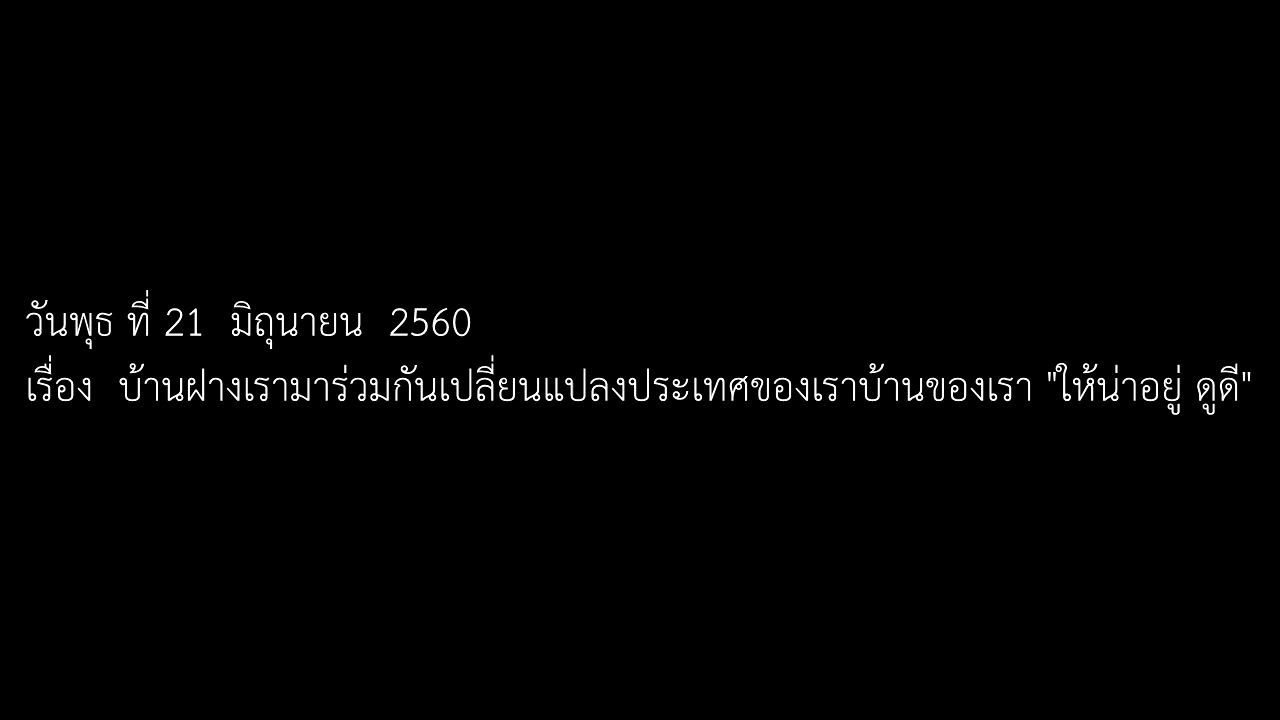 วันพุธ ที่ 21  มิถุนายน  2560
เรื่อง  บ้านฝางเรามาร่วมกันเปลี่ยนแปลงประเทศของเราบ้านของเรา "ให้น่าอยู่ ดูดี"